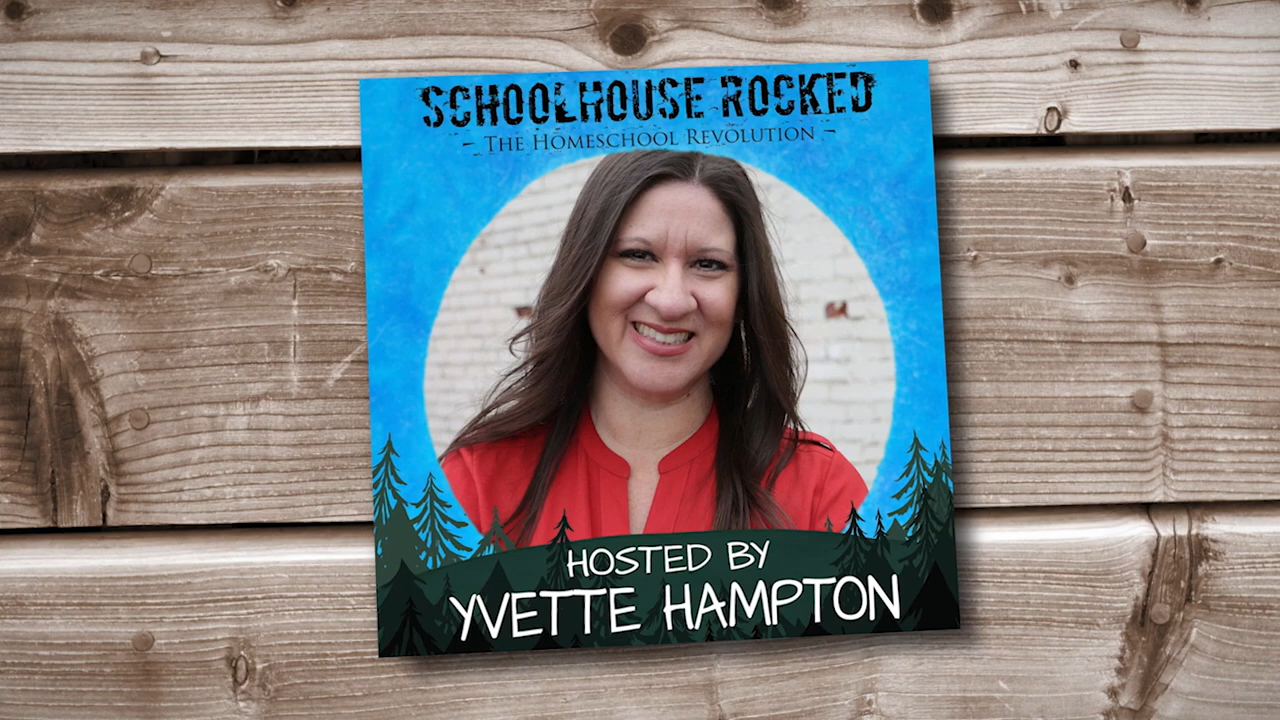 SCHOOLHOUSE ROCKED
- THE HOMESCHOOL REVOLUTION -
HOSTED BY
YVETTE HAMPTON